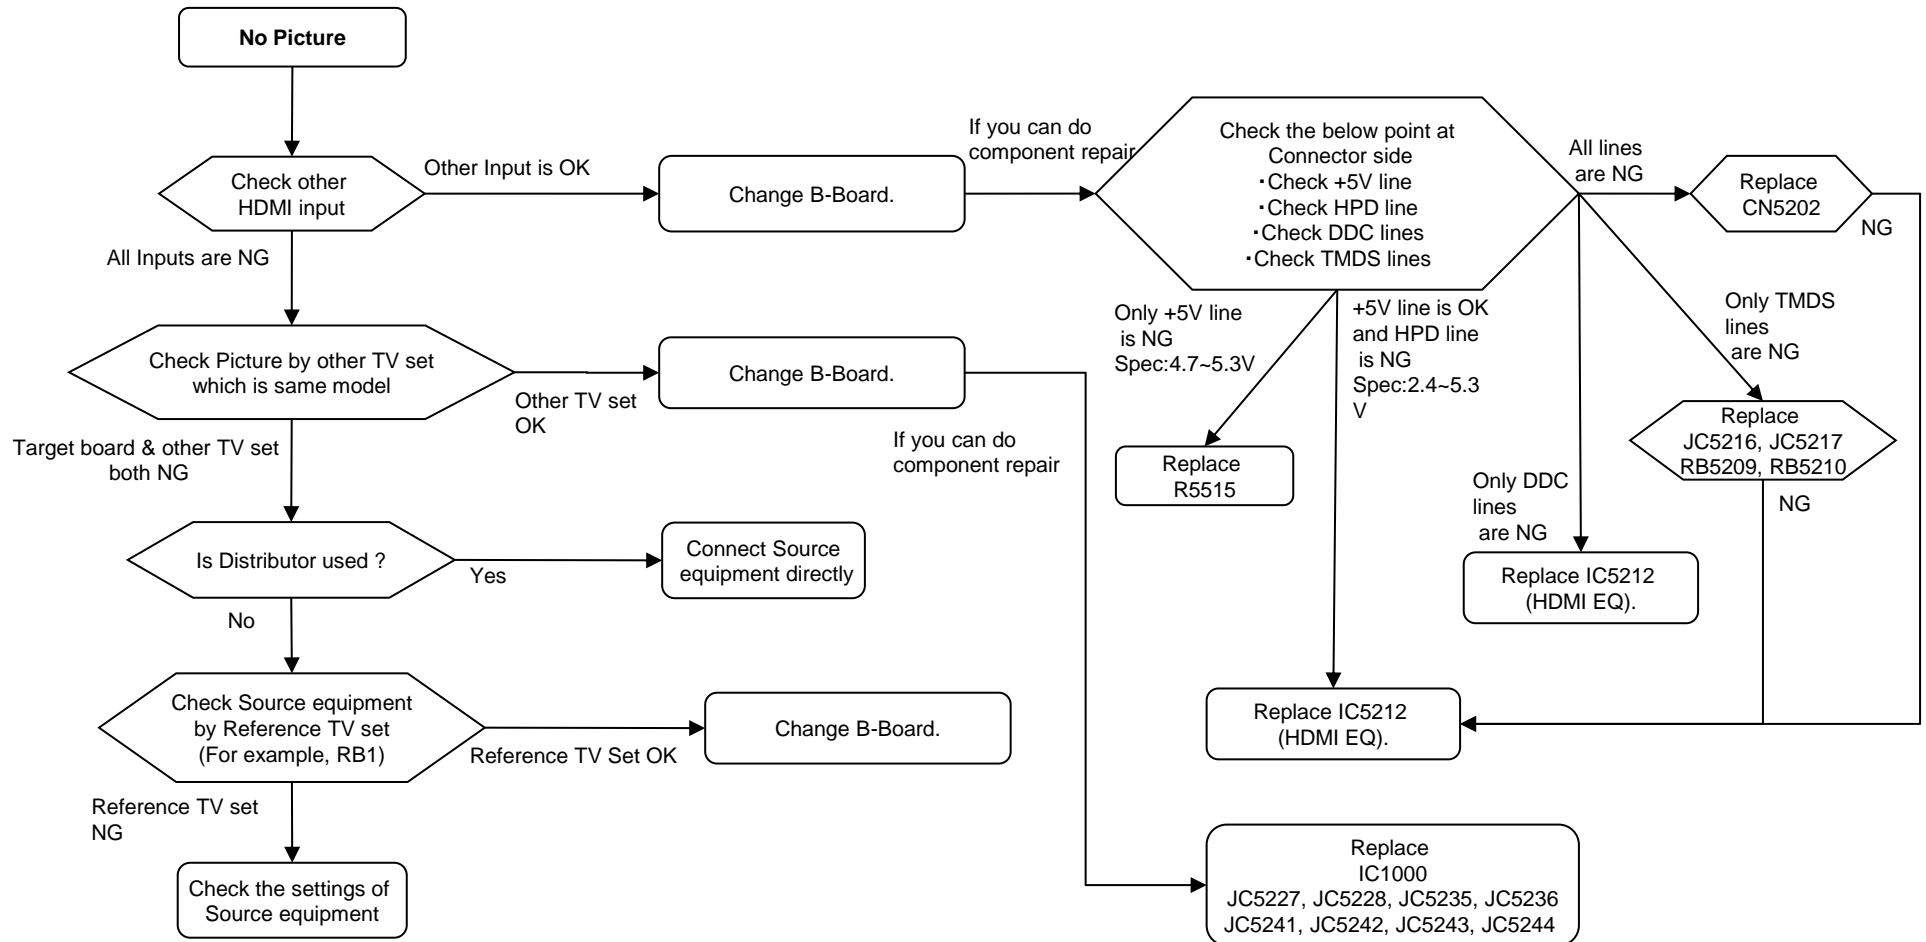 No Picture
Check other
HDMI input
Other Input is OK
Change B-Board.
If you can do
component repair
Check the below point at
Connector side
・Check +5V line
・Check HPD line
・Check DDC lines
・Check TMDS lines
All lines
are NG
Replace
CN5202
NG
All Inputs are NG
Only +5V line
is NG
Spec:4.7~5.3V
+5V line is OK
and HPD line
is NG
Spec:2.4~5.3
V
Only TMDS
lines
are NG
Check Picture by other TV set
which is same model
Change B-Board.
Other TV set
OK
Replace
JC5216, JC5217
RB5209, RB5210
NG
Target board & other TV set
both NG
If you can do
component repair
Replace
R5515
Only DDC
lines
are NG
Is Distributor used ?
Yes
Connect Source
equipment directly
Replace IC5212
(HDMI EQ).
No
Check Source equipment
by Reference TV set
(For example, RB1)
Reference TV Set OK
Change B-Board.
Replace IC5212
(HDMI EQ).
Reference TV set
NG
Check the settings of
Source equipment
Replace
IC1000
JC5227, JC5228, JC5235, JC5236
JC5241, JC5242, JC5243, JC5244